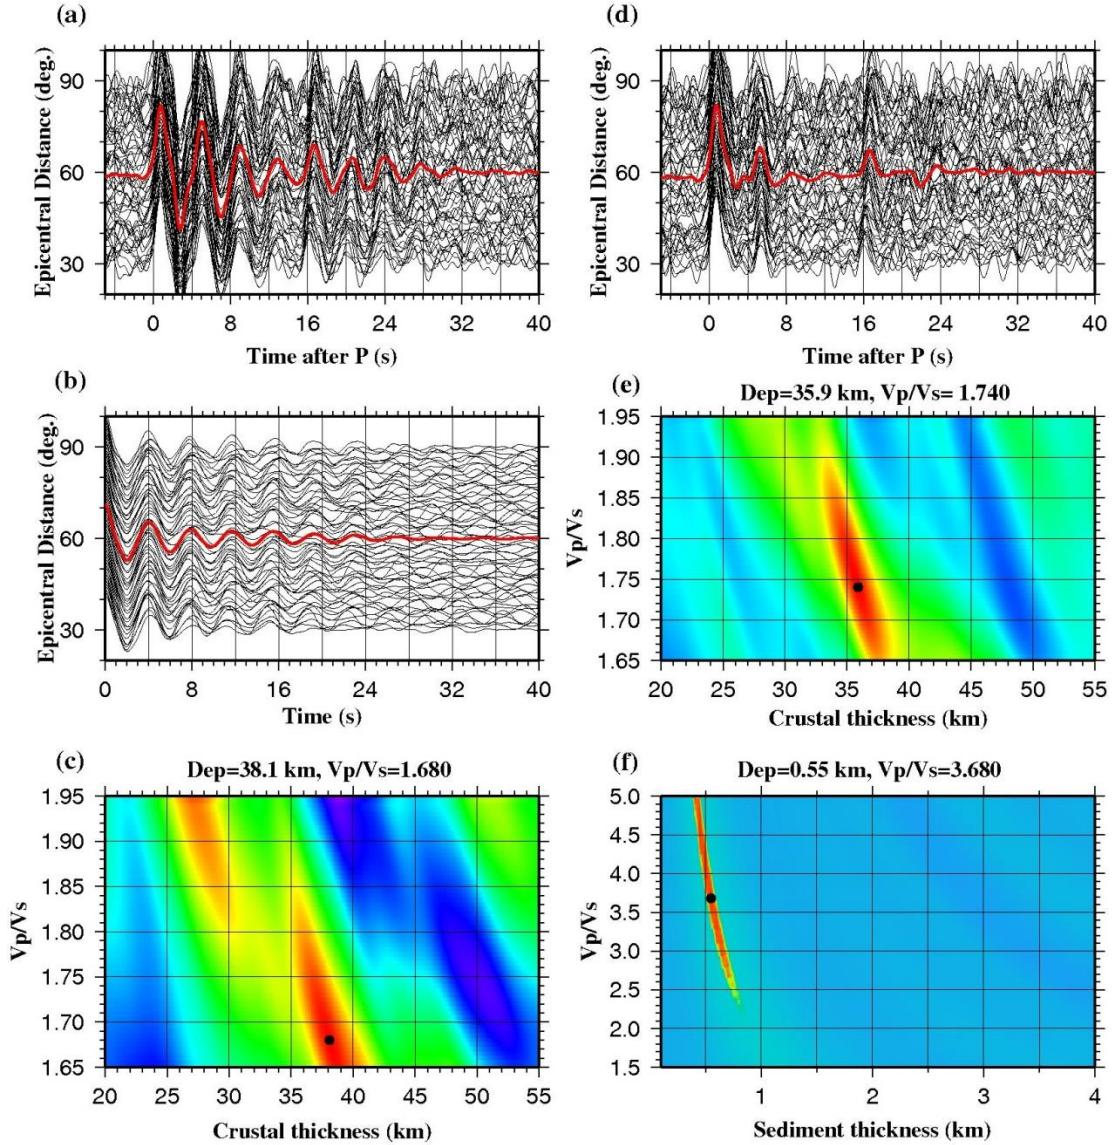 (a)
Epicentral Distance (deg.)
90
60
30
0 8 16 24 32 40
Time after P (s)
(d)
Epicentral Distance (deg.)
90
60
30
0 8 16 24 32 40
Time after P (s)
(b)
Epicentral Distance (deg.)
90
60
30
0 8 16 24 32 40
Time (s)
(e)
Dep=35.9 km, Vp/Vs= 1.740
Vp/Vs
1.95
1.90
1.85
1.80
1.75
1.70
1.65
20 25 30 35 40 45 50 55
Crustal thickness (km)
(c)
Dep=38.1 km, Vp/Vs=1.680
Vp/Vs
1.95
1.90
1.85
1.80
1.75
1.70
1.65
20 25 30 35 40 45 50 55
Crustal thickness (km)
(f)
Dep=0.55 km, Vp/Vs=3.680
Vp/Vs
5.0
4.5
4.0
3.5
3.0
2.5
2.0
1.5
1 2 3 4
Sediment thickness (km)